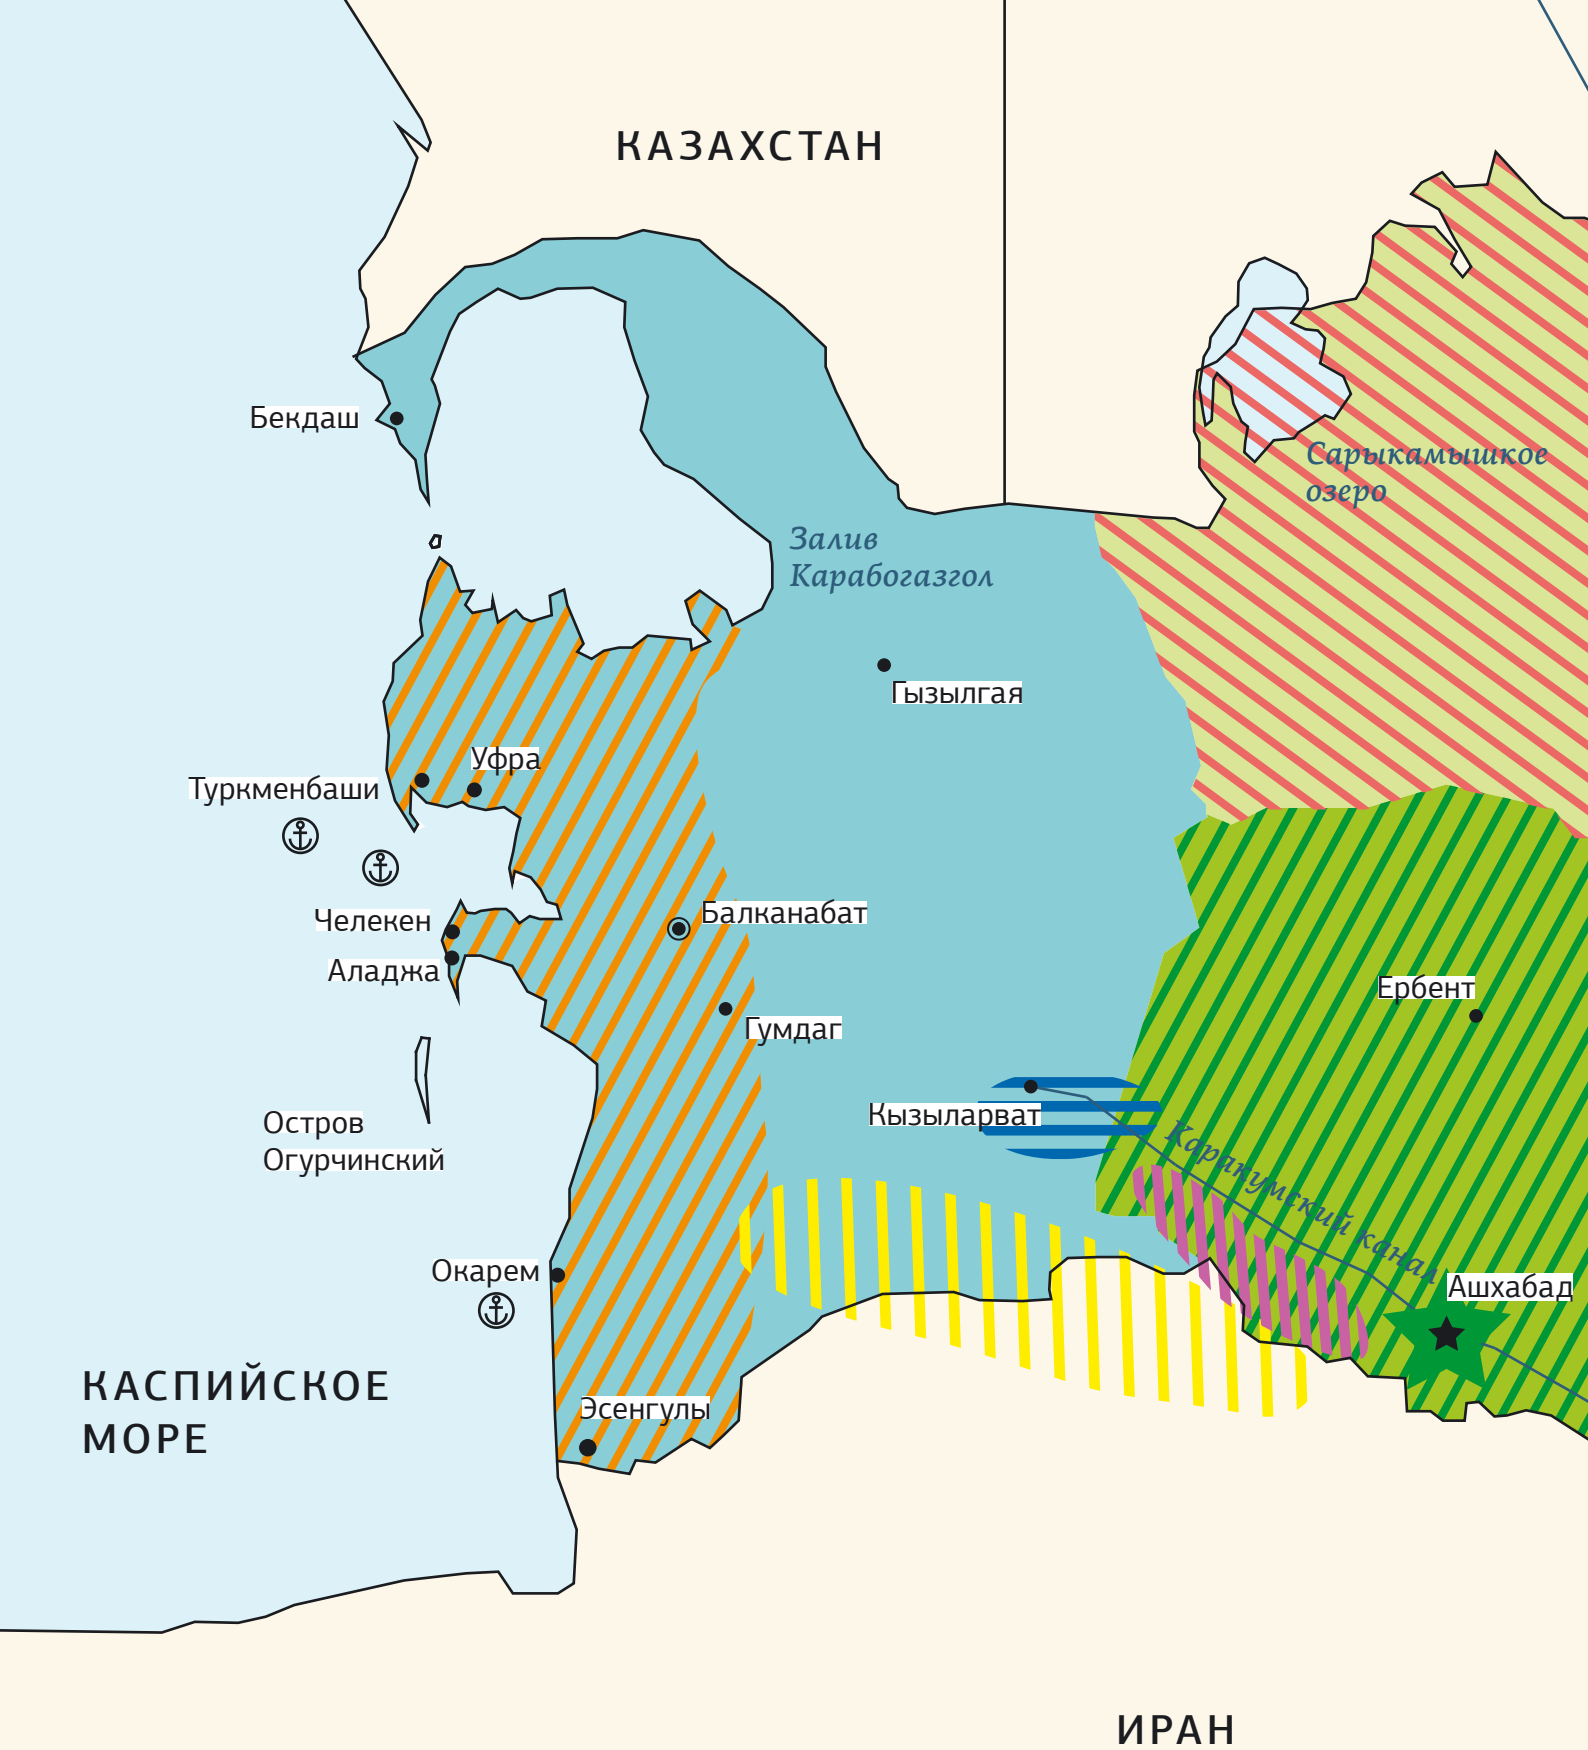 КАЗАХСТАН
Бекдаш
Сарыкамышкое
озеро
Залив
Карабогазгол
Гызылгая
Уфра
Туркменбаши
Челекен
Балканабат
Аладжа
Ербент
Гумдаг
Кызыларват
Остров
Огурчинский
Каракумский канал
Окарем
Ашхабад
КАСПИЙСКОЕ
МОРЕ
Эсенгулы
ИРАН